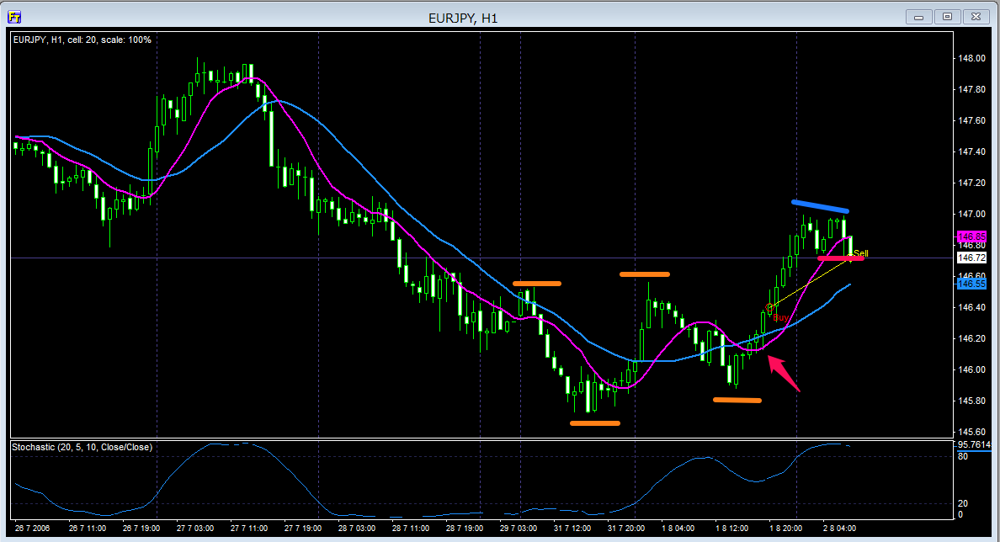 FT
EURJPY, H1
EURJPY, H1, cell: 20, scale: 100%
148.00
147.80
147.60
147.40
147.20
147.00
146.85
146.80
Sell
146.72
146.60
146.55
146.40
Buy
146.20
146.00
145.80
145.60
Stochastic (20, 5, 10, Close/Close)
95.7614
80
20
0
26 7 2006
26 7 11:00
26 7 19:00
27 7 03:00
27 7 11:00
27 7 19:00
28 7 03:00
28 7 11:00
28 7 19:00
29 7 03:00
31 7 12:00
31 7 20:00
1 8 04:00
1 8 12:00
1 8 20:00
2 8 04:00